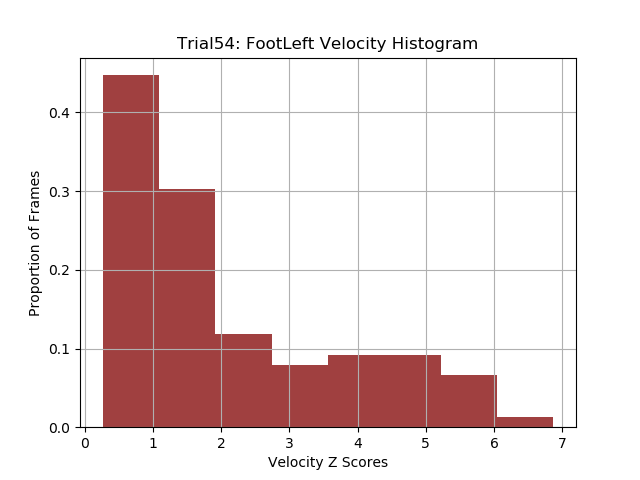 Trial54: FootLeft Velocity Histogram
Proportion of Frames
0.4
0.3
0.2
0.1
0.0
0 1 2 3 4 5 6 7
Velocity Z Scores